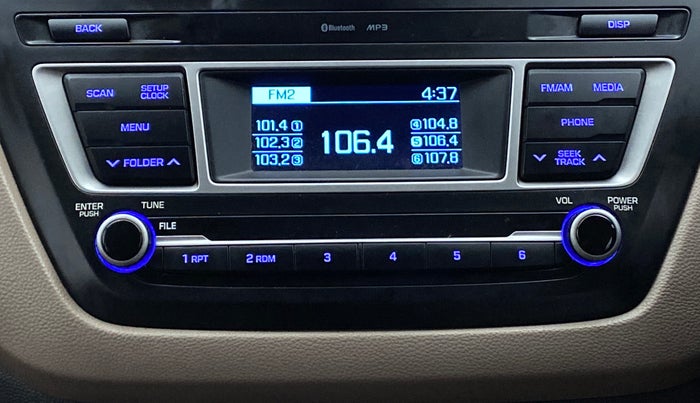 BACK
Bluetooth MP3
DISP
SCAN
SETUP CLOCK
MENU
FOLDER
FM2 4:37
101.4 1
102.3 2
103.2 3
106.4
4 104.8
5 106.4
6 107.8
FM/AM MEDIA
PHONE
SEEK TRACK
ENTER PUSH
TUNE
FILE
VOL
POWER PUSH
1 RPT 2 RDM 3 4 5 6